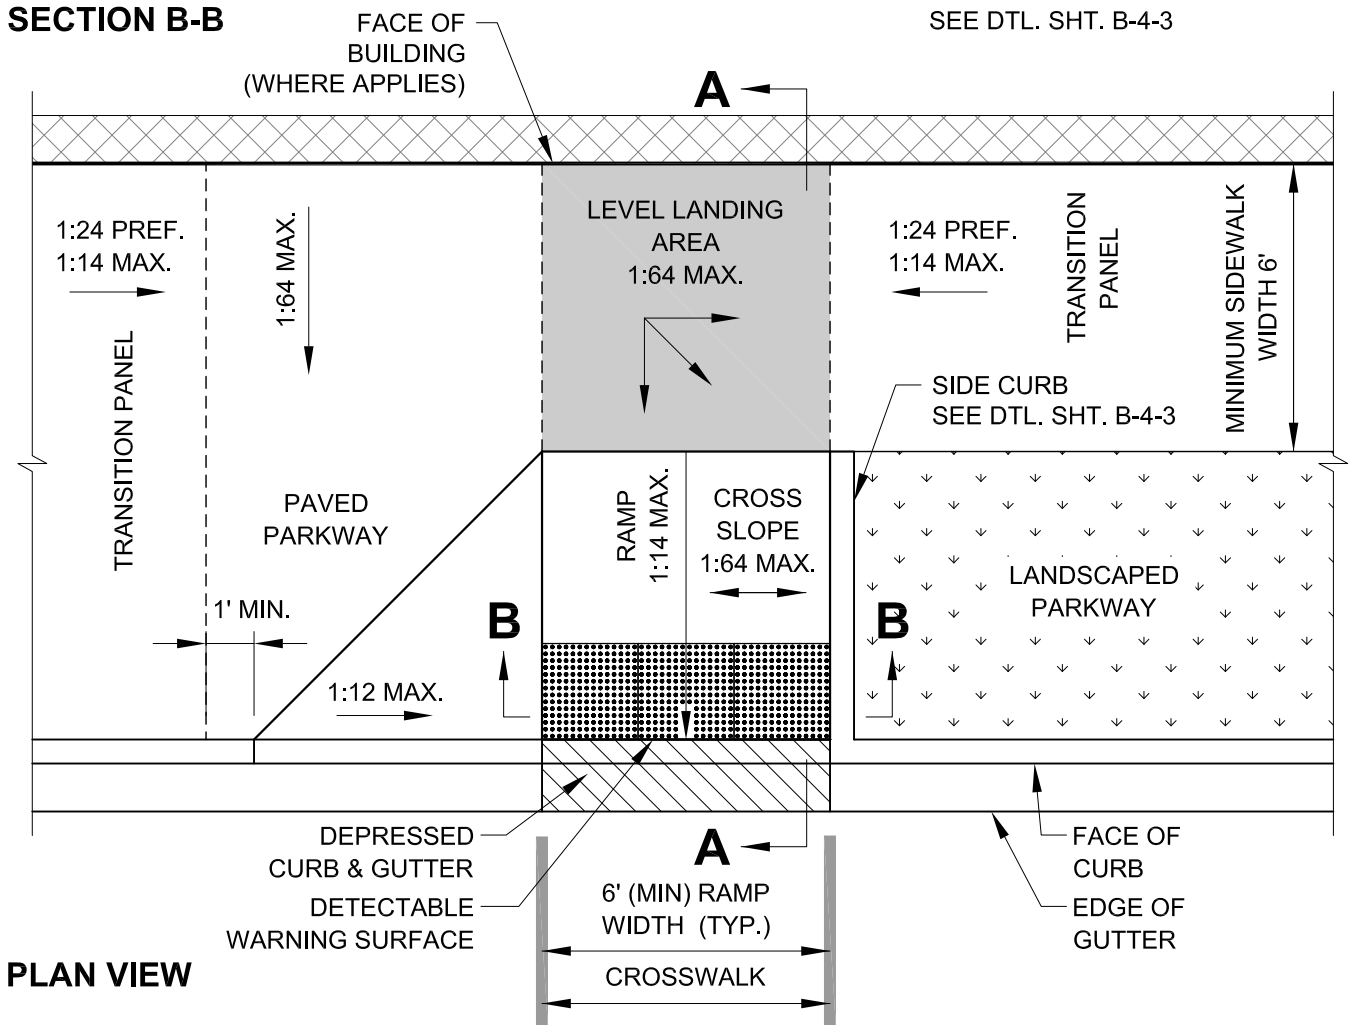 SECTION B-B
FACE OF
BUILDING
(WHERE APPLIES)
SEE DTL. SHT. B-4-3
A
1:24 PREF.
1:14 MAX.
1:64 MAX.
LEVEL LANDING
AREA
1:64 MAX.
1:24 PREF.
1:14 MAX.
TRANSITION
PANEL
MINIMUM SIDEWALK
WIDTH 6'
TRANSITION PANEL
SIDE CURB
SEE DTL. SHT. B-4-3
PAVED
PARKWAY
RAMP
1:14 MAX.
CROSS
SLOPE
1:64 MAX.
LANDSCAPED
PARKWAY
1' MIN.
B
B
1:12 MAX.
DEPRESSED
CURB & GUTTER
A
FACE OF
CURB
DETECTABLE
WARNING SURFACE
6' (MIN) RAMP
WIDTH (TYP.)
EDGE OF
GUTTER
CROSSWALK
PLAN VIEW